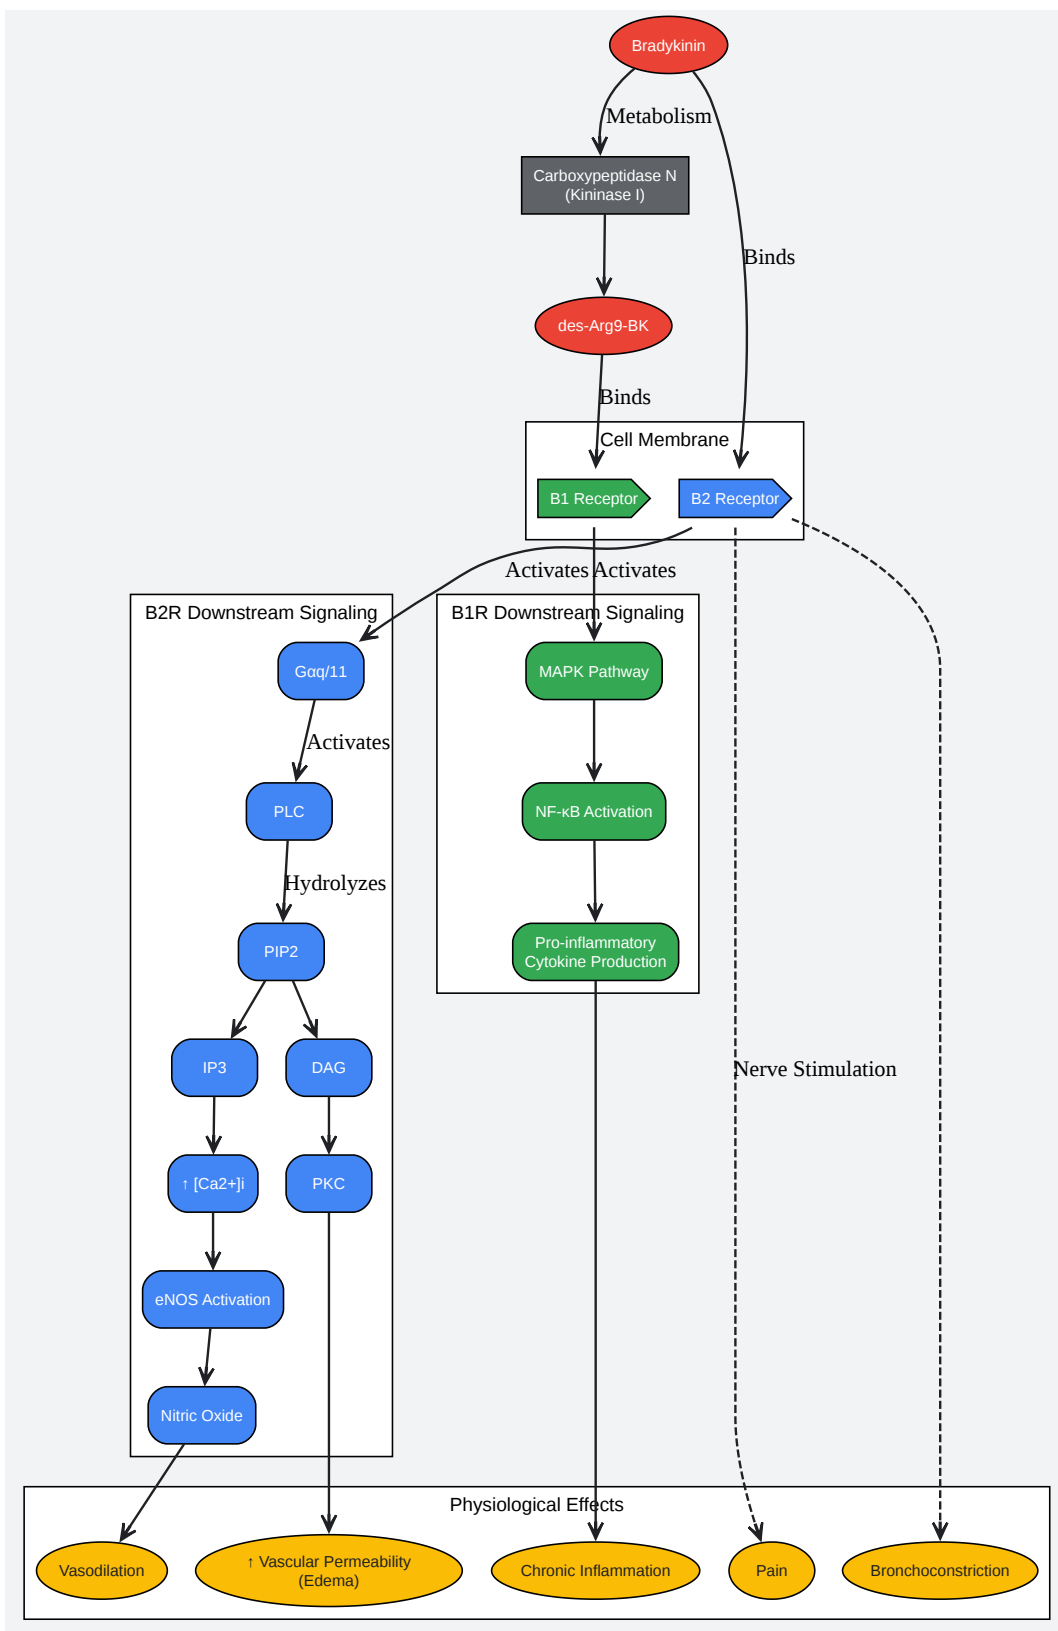 Bradykinin
Metabolism
Carboxypeptidase N
(Kininase I)
Binds
des-Arg9-BK
Binds
Cell Membrane
B1 Receptor
B2 Receptor
Activates
Activates
B2R Downstream Signaling
B1R Downstream Signaling
Gαq/11
MAPK Pathway
Activates
PLC
NF-κB Activation
Hydrolyzes
PIP2
Pro-inflammatory
Cytokine Production
IP3
DAG
Nerve Stimulation
↑ [Ca2+]i
PKC
eNOS Activation
Nitric Oxide
Physiological Effects
Vasodilation
↑ Vascular Permeability
(Edema)
Chronic Inflammation
Pain
Bronchoconstriction